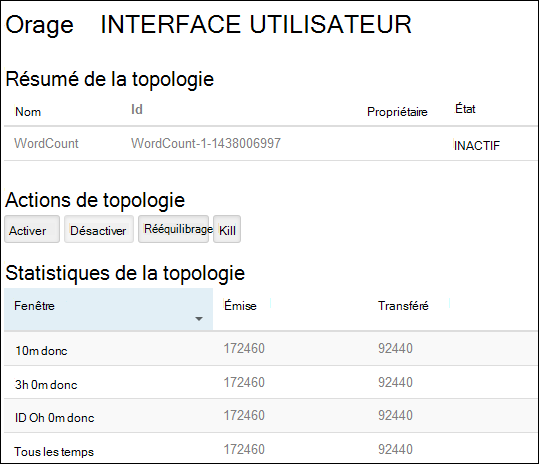 Orage INTERFACE UTILISATEUR
Résumé de la topologie
Nom Id Propriétaire État
WordCount WordCount-1-1438006997 INACTIF
Actions de topologie
Activer Désactiver Rééquilibrage Kill
Statistiques de la topologie
Fenêtre Émise Transféré
10m donc 172460 92440
3h 0m donc 172460 92440
ID Oh 0m donc 172460 92440
Tous les temps 172460 92440